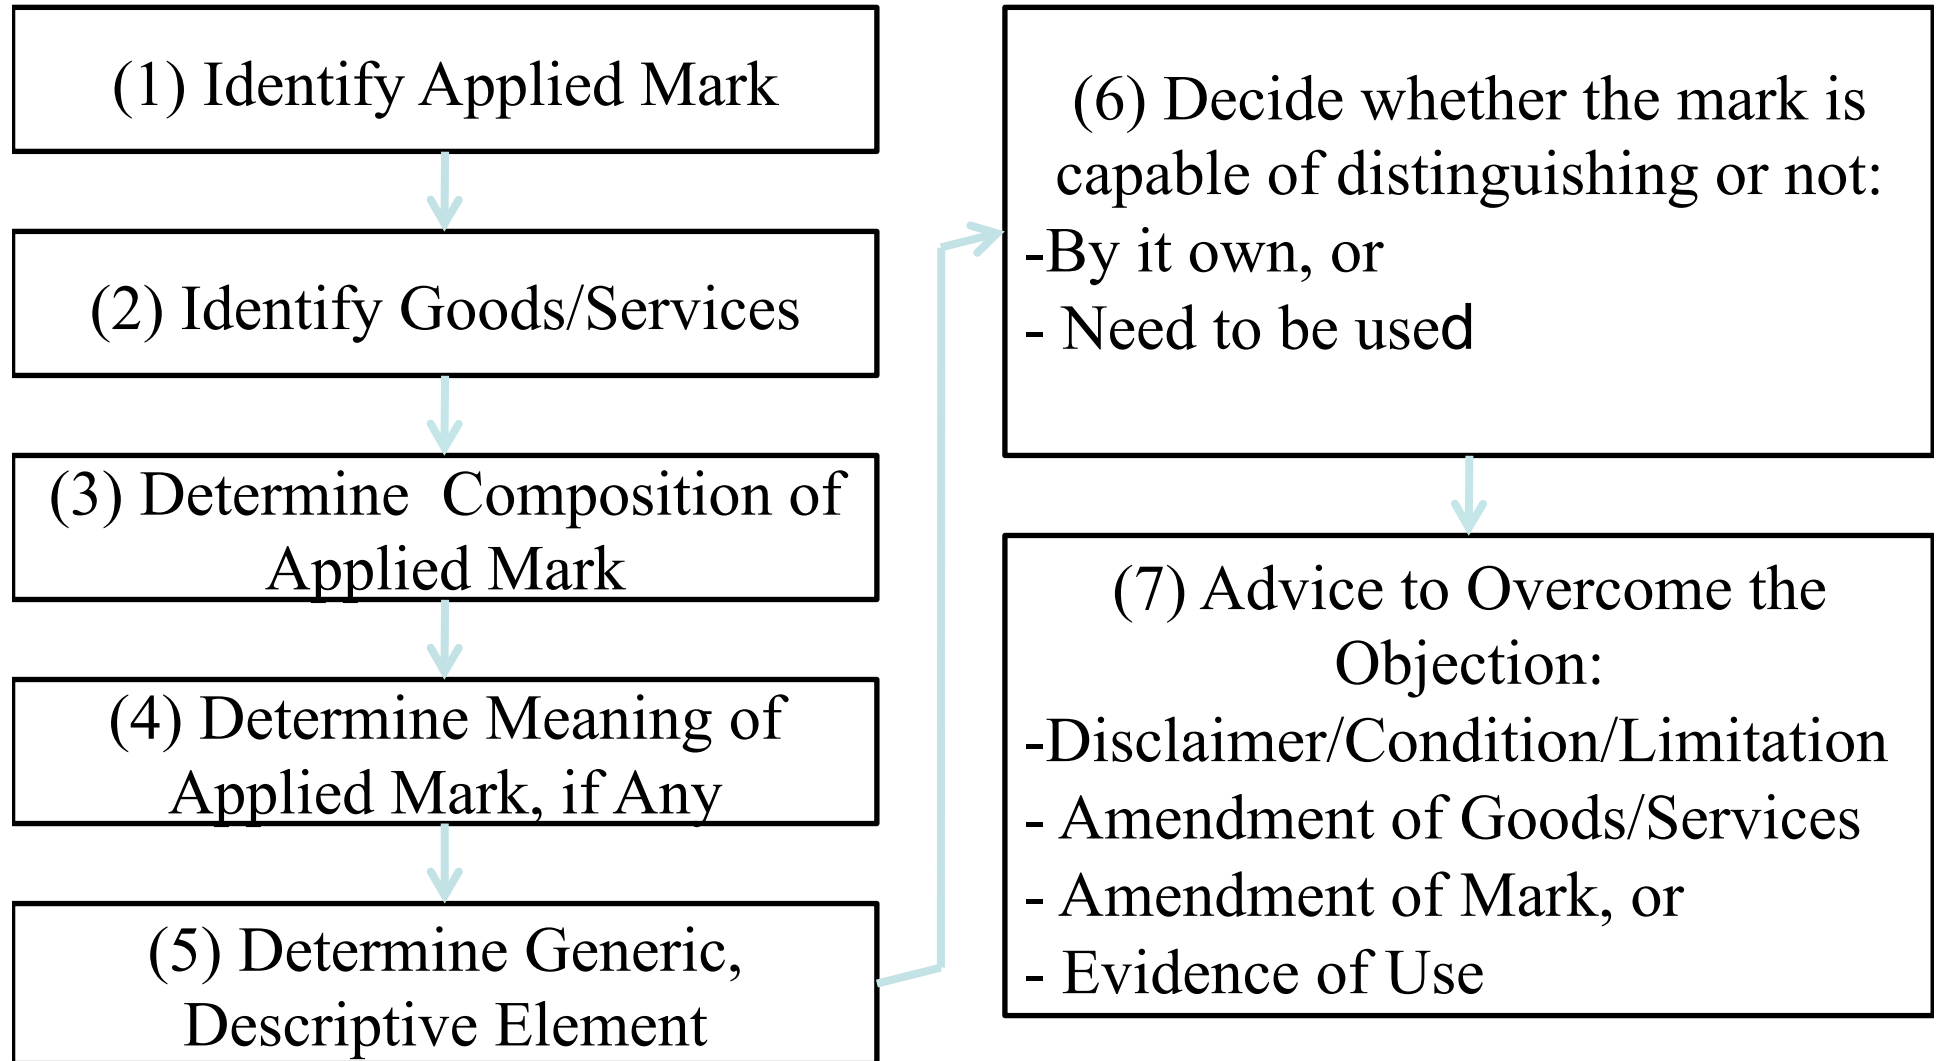 (1) Identify Applied Mark
(2) Identify Goods/Services
(3) Determine  Composition of
Applied Mark
(4) Determine Meaning of
Applied Mark, if Any
(5) Determine Generic,
Descriptive Element
(6) Decide whether the mark is
capable of distinguishing or not:
-By it own, or
- Need to be used
(7) Advice to Overcome the
Objection:
-Disclaimer/Condition/Limitation
- Amendment of Goods/Services
- Amendment of Mark, or
- Evidence of Use